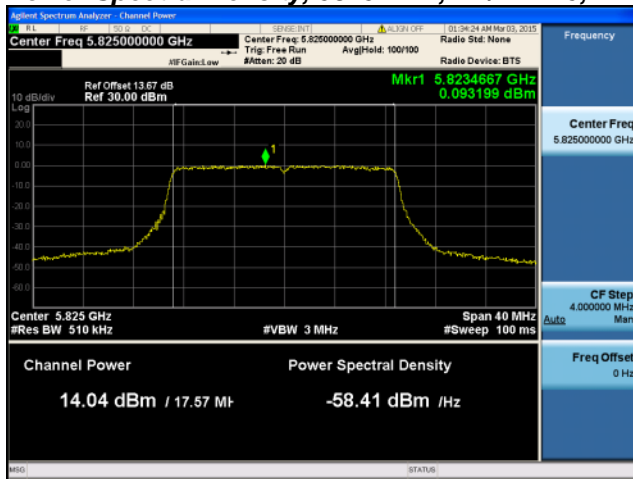 Agilent Spectrum Analyzer - Channel Power
RL RF 50 Ω DC SENSE:INT ALIGN OFF 01:34:24 AM Mar 03, 2015
Center Freq 5.825000000 GHz
Center Freq: 5.825000000 GHz
Radio Std: None
Trig: Free Run Avg|Hold: 100/100
#IFGain:Low
#Atten: 20 dB
Radio Device: BTS
Mkr1 5.8234667 GHz
0.093199 dBm
Ref Offset 13.67 dB
10 dB/div Ref 30.00 dBm
Log
20.0
10.0
0.00
-10.0
-20.0
-30.0
-40.0
-50.0
-60.0
1
Center 5.825 GHz
Span 40 MHz
#Res BW 510 kHz
#VBW 3 MHz
#Sweep 100 ms
Channel Power
Power Spectral Density
14.04 dBm / 17.57 MH
-58.41 dBm /Hz
MSG
STATUS
Frequency
Center Freq
5.825000000 GHz
CF Step
4.000000 MHz
Auto Man
Freq Offset
0 Hz